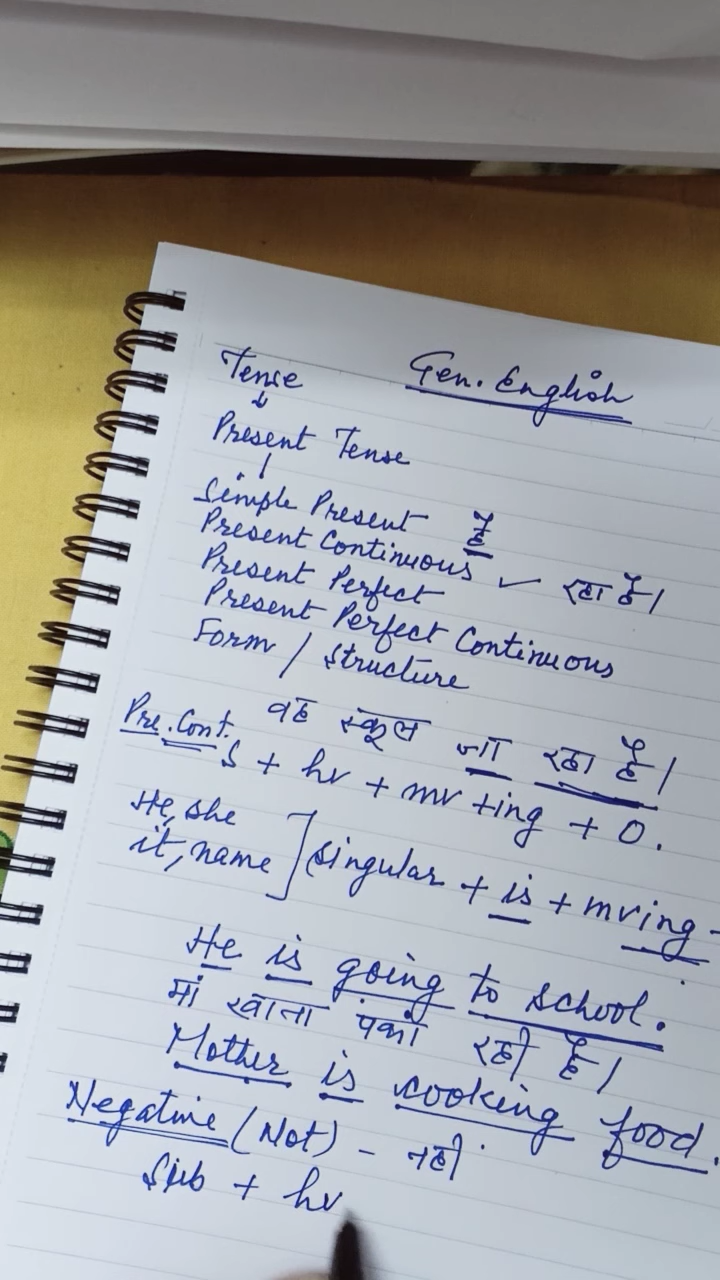 Tense Gen. English
↓
Present Tense
Simple Present है
Present Continuous ✓ रहा है।
Present Perfect
Present Perfect Continuous
Form / Structure
वह स्कूल जा रहा है।
Pre. Cont. S + hv + mv + ing + O.
He, she
it, name ] (singular + is + mving -
He is going to school.
मां खाना पका रही है।
Mother is cooking food.
Negative (Not) - नहीं
Sub + hv